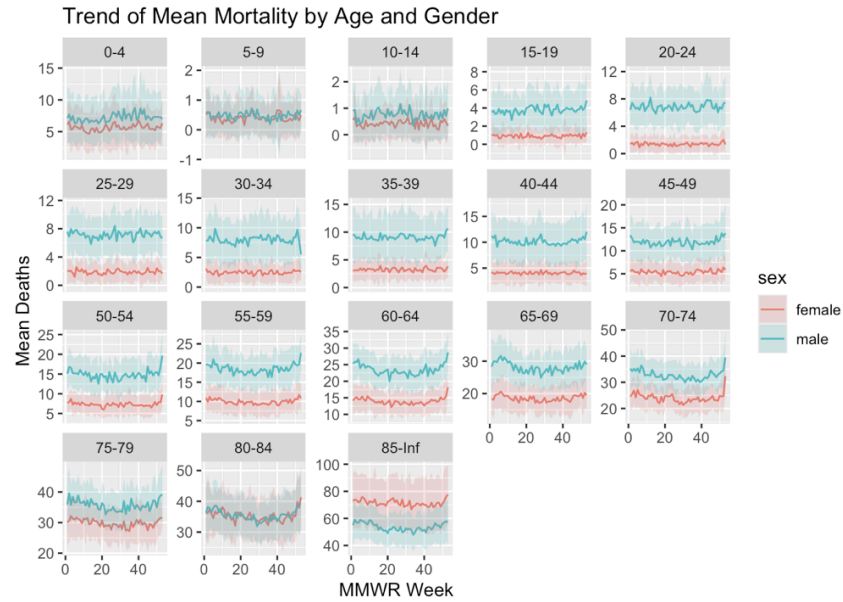 Trend of Mean Mortality by Age and Gender
0-4 5-9 10-14 15-19 20-24
15 10 5
2 1 0 -1
2 1 0
8 6 4 2 0
12 8 4 0
25-29 30-34 35-39 40-44 45-49
12 8 4 0
15 10 5 0
15 10 5 0
15 10 5
20 15 10 5
Mean Deaths
sex
female
male
50-54 55-59 60-64 65-69 70-74
25 20 15 10 5
25 20 15 10 5
35 30 25 20 15 10
30 20
50 40 30 20
0 20 40 0 20 40
75-79 80-84 85-Inf
40 30 20
50 40 30
100 80 60 40
0 20 40 0 20 40 0 20 40
MMWR Week